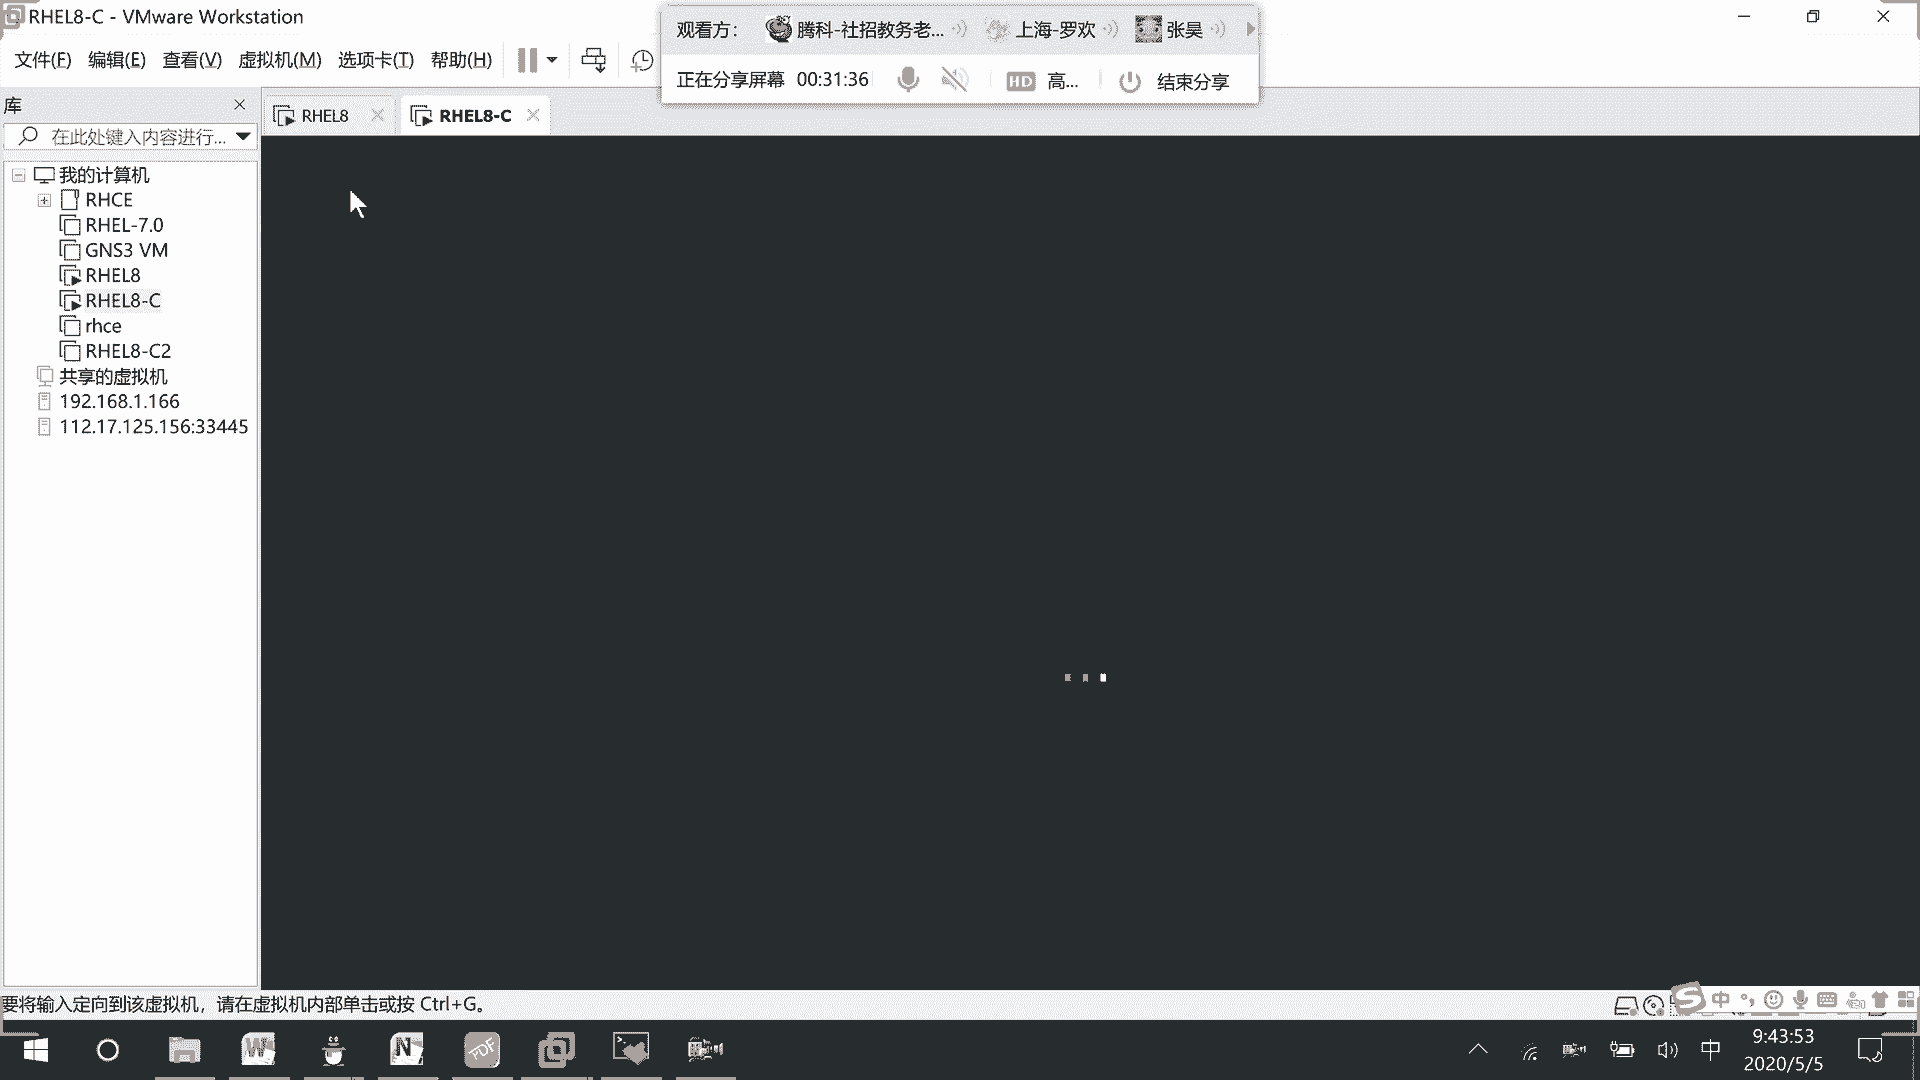 RHEL8-C - VMware Workstation
观看方：
腾科-社招教务老...
上海-罗欢
张昊
文件(F) 编辑(E) 查看(V) 虚拟机(M) 选项卡(T) 帮助(H)
正在分享屏幕 00:31:36
HD 高...
结束分享
库
RHEL8
RHEL8-C
在此处键入内容进行...
我的计算机
RHCE
RHEL-7.0
GNS3 VM
RHEL8
RHEL8-C
rhce
RHEL8-C2
共享的虚拟机
192.168.1.166
112.17.125.156:33445
要将输入定向到该虚拟机，请在虚拟机内部单击或按 Ctrl+G。
中
中
9:43:53
2020/5/5